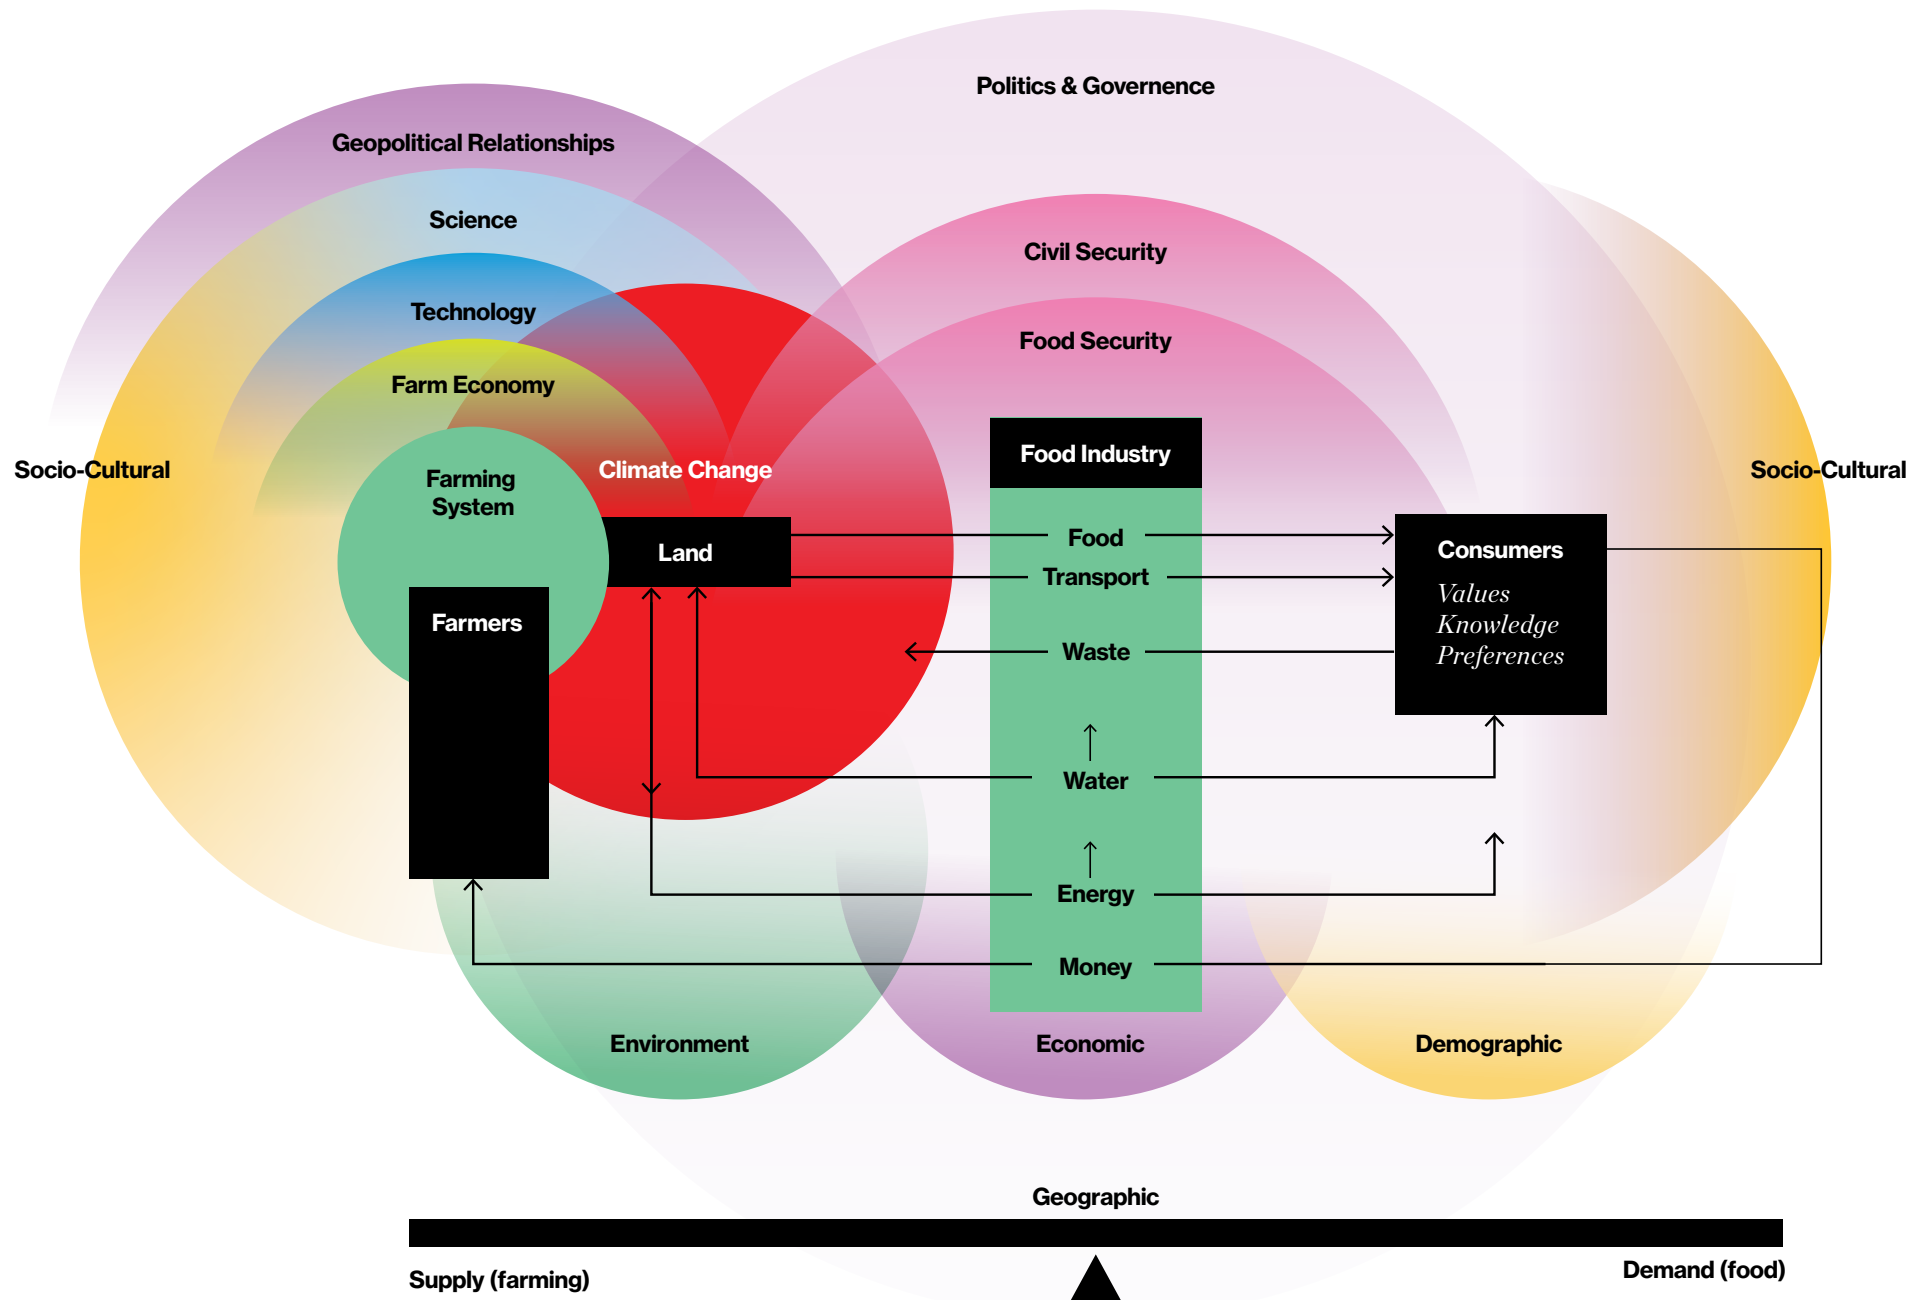 Politics & Governence
Geopolitical Relationships
Science
Civil Security
Technology
Food Security
Farm Economy
Food Industry
Socio-Cultural
Climate Change
Socio-Cultural
Farming
System
Food
Land
Consumers
Transport
Values
Farmers
Knowledge
Waste
Preferences
Water
Energy
Money
Environment
Economic
Demographic
Geographic
Supply (farming)
Demand (food)